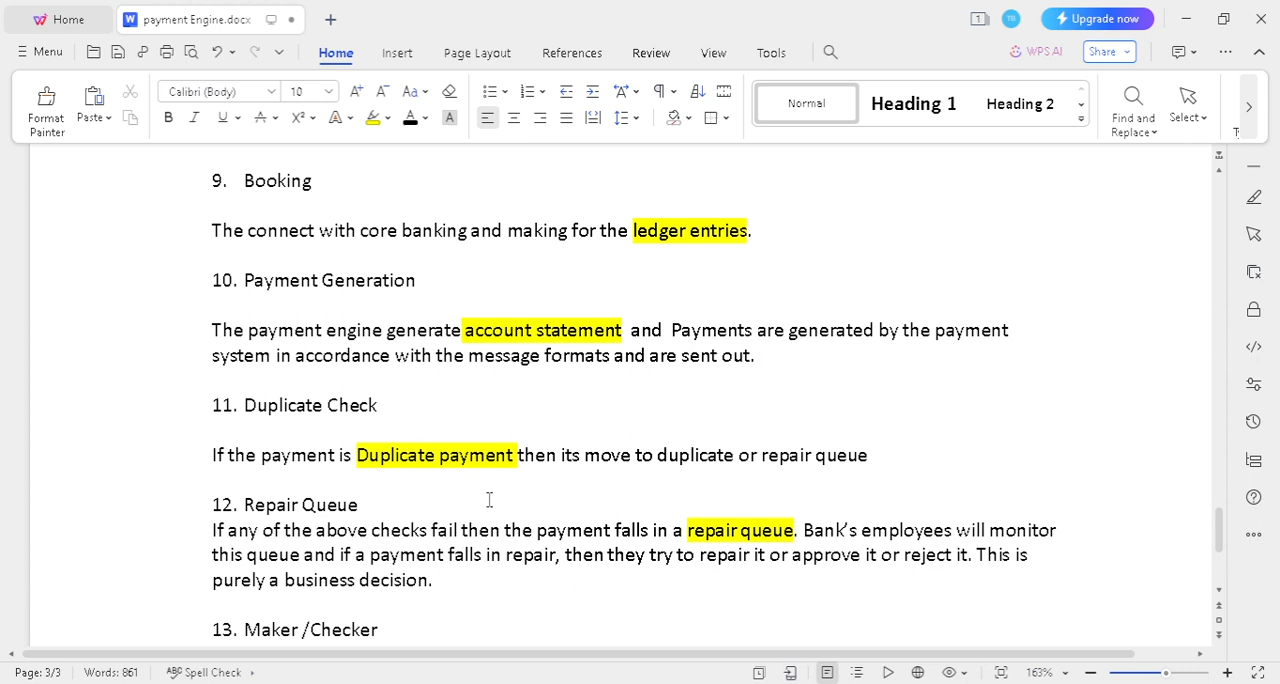 Home
payment Engine.docx
TB
Upgrade now
Menu
Home
Insert
Page Layout
References
Review
View
Tools
WPS AI
Share
Format Painter
Paste
Calibri (Body)
10
Normal
Heading 1
Heading 2
Find and Replace
Select
9. Booking
The connect with core banking and making for the ledger entries.
10. Payment Generation
The payment engine generate account statement and Payments are generated by the payment
system in accordance with the message formats and are sent out.
11. Duplicate Check
If the payment is Duplicate payment then its move to duplicate or repair queue
12. Repair Queue
If any of the above checks fail then the payment falls in a repair queue. Bank’s employees will monitor
this queue and if a payment falls in repair, then they try to repair it or approve it or reject it. This is
purely a business decision.
13. Maker /Checker
Page: 3/3
Words: 861
Spell Check
163%